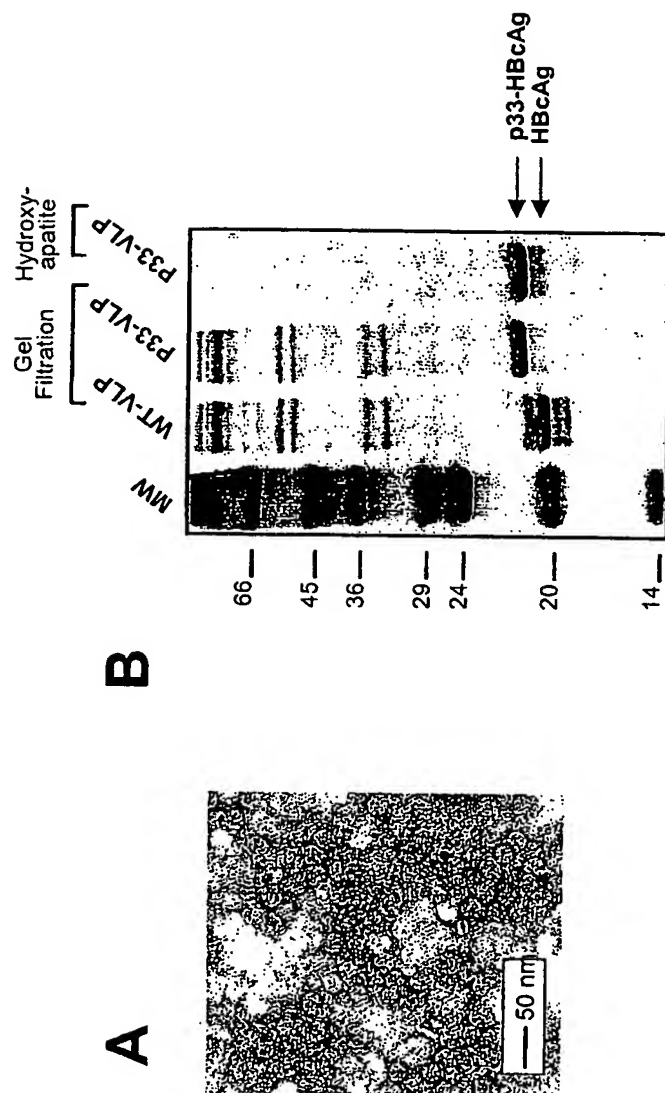 A
50 nm
B
Gel
Filtration
Hydroxy-
apatite
MW
WT-VLP
P33-VLP
P33-VLP
66
45
36
29
24
20
14
p33-HBcAg
HBcAg